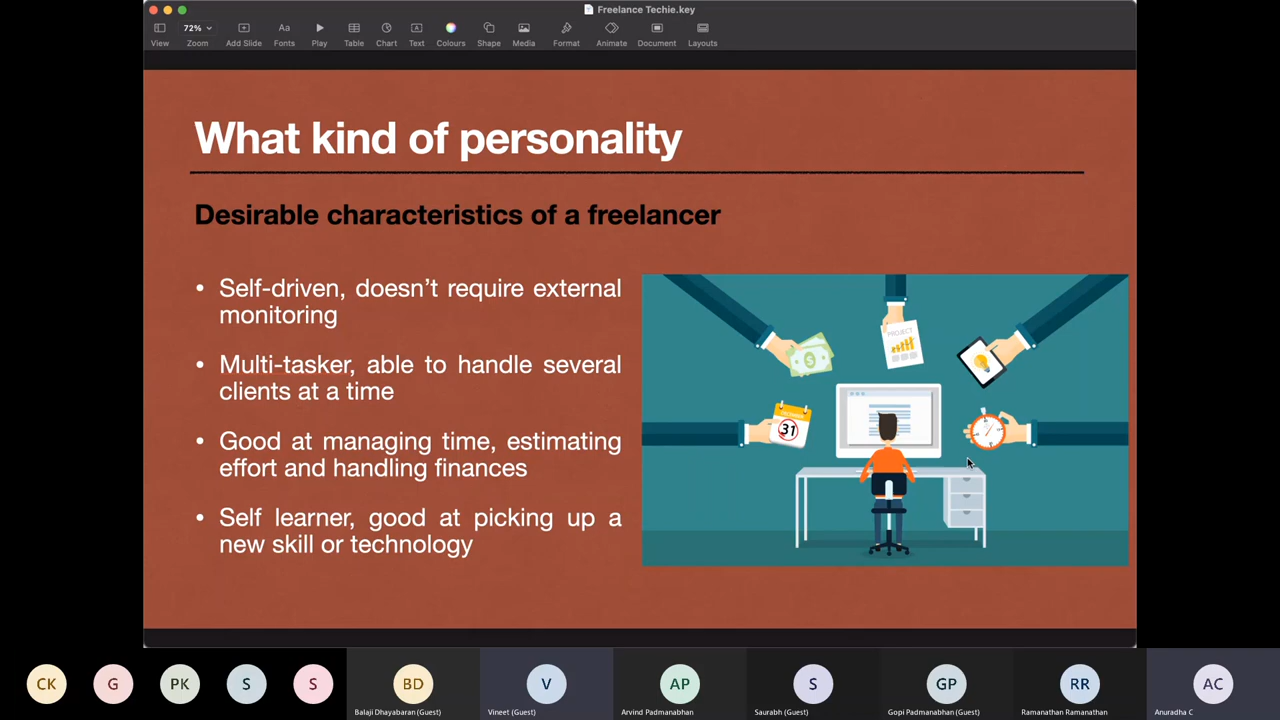 Freelance Techie.key
72%
View Zoom Add Slide Fonts Play Table Chart Text Colours Shape Media Format Animate Document Layouts
What kind of personality
Desirable characteristics of a freelancer
• Self-driven, doesn’t require external
monitoring
• Multi-tasker, able to handle several
clients at a time
• Good at managing time, estimating
effort and handling finances
• Self learner, good at picking up a
new skill or technology
PROJECT
$
31
CK G PK S S BD V AP S GP RR AC
Balaji Dhayabaran (Guest) Vineet (Guest) Arvind Padmanabhan Saurabh (Guest) Gopi Padmanabhan (Guest) Ramanathan Ramanathan Anuradha C